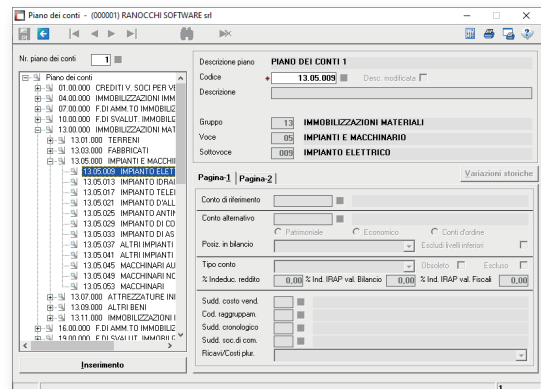 Piano dei conti - (000001) RANOCCHI SOFTWARE srl
Nr. piano dei conti 1
Piano dei conti
01.00.000 CREDITI V. SOCI PER VE
04.00.000 IMMOBILIZZAZIONI IMM
07.00.000 F.DI AMM.TO IMMOBILIZ
10.00.000 F.DI SVALUT. IMMOBILIZ
13.00.000 IMMOBILIZZAZIONI MAT
13.01.000 TERRENI
13.03.000 FABBRICATI
13.05.000 IMPIANTI E MACCHI
13.05.009 IMPIANTO ELET
13.05.013 IMPIANTO IDRAI
13.05.017 IMPIANTO TELEI
13.05.021 IMPIANTO D'ALL
13.05.025 IMPIANTO ANTIN
13.05.029 IMPIANTO DI CO
13.05.033 IMPIANTO DI AS
13.05.037 ALTRI IMPIANTI
13.05.041 ALTRI IMPIANTI
13.05.045 MACCHINARI AU
13.05.049 MACCHINARI NO
13.05.053 MACCHINARI
13.07.000 ATTREZZATURE INI
13.09.000 ALTRI BENI
13.11.000 IMMOBILIZZAZIONI I
16.00.000 F.DI AMM.TO IMMOBILIZ
19.00.000 F.DI SVALUT. IMMOBILIZ
Inserimento
Descrizione piano PIANO DEI CONTI 1
Codice 13.05.009 Desc. modificata
Descrizione
Gruppo 13 IMMOBILIZZAZIONI MATERIALI
Voce 05 IMPIANTI E MACCHINARIO
Sottovoce 009 IMPIANTO ELETTRICO
Pagina-1 Pagina-2 Variazioni storiche
Conto di riferimento
Conto alternativo
Patrimoniale Economico Conti d'ordine
Posiz. in bilancio Escludi livelli inferiori
Tipo conto Obsoleto Escluso
% Indeduc. reddito 0,00 % Ind. IRAP val. Bilancio 0,00 % Ind. IRAP val. Fiscali 0,00
Sudd. costo vend.
Cod. raggruppam.
Sudd. cronologico
Sudd. soc.di com.
Ricavi/Costi plur.
1